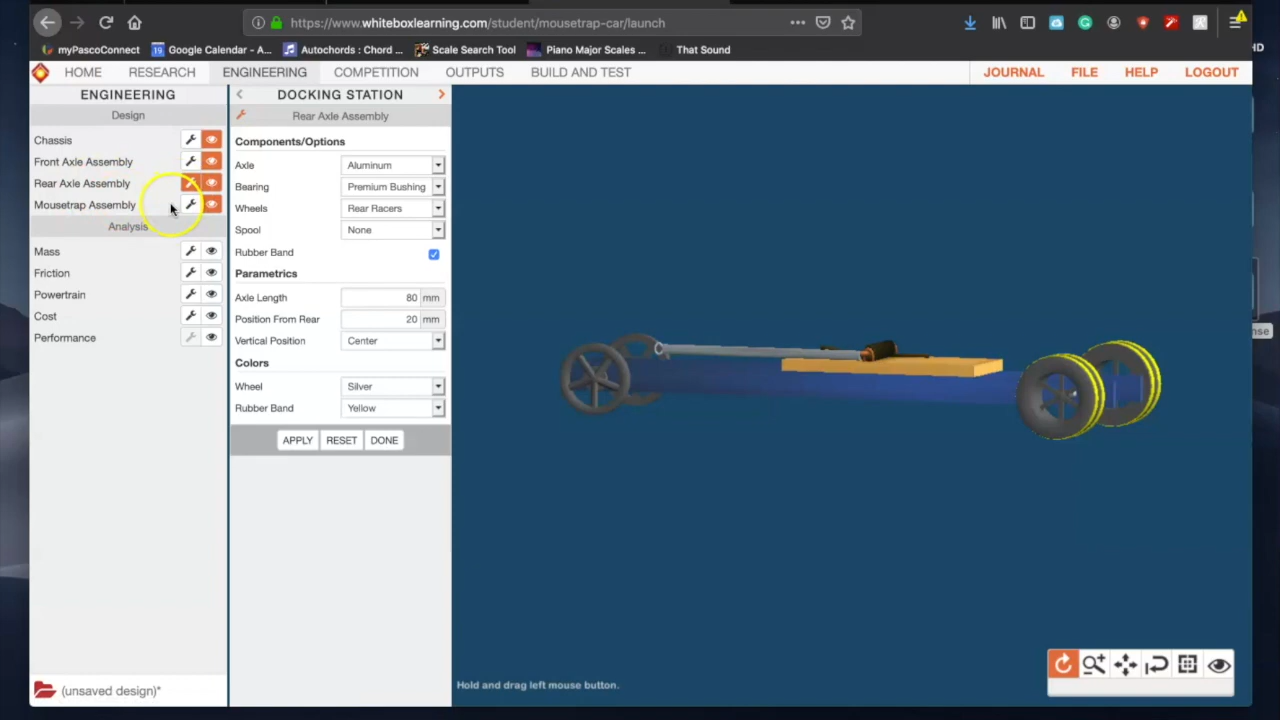 https://www.whiteboxlearning.com/student/mousetrap-car/launch
HD
myPascoConnect 19 Google Calendar - A... Autochords : Chord ... Scale Search Tool Piano Major Scales ... That Sound
HOME RESEARCH ENGINEERING COMPETITION OUTPUTS BUILD AND TEST JOURNAL FILE HELP LOGOUT
ENGINEERING
Design
Chassis
Front Axle Assembly
Rear Axle Assembly
Mousetrap Assembly
Analysis
Mass
Friction
Powertrain
Cost
Performance
(unsaved design)*
DOCKING STATION
Rear Axle Assembly
Components/Options
Axle Aluminum
Bearing Premium Bushing
Wheels Rear Racers
Spool None
Rubber Band
Parametrics
Axle Length 80 mm
Position From Rear 20 mm
Vertical Position Center
Colors
Wheel Silver
Rubber Band Yellow
APPLY RESET DONE
Hold and drag left mouse button.